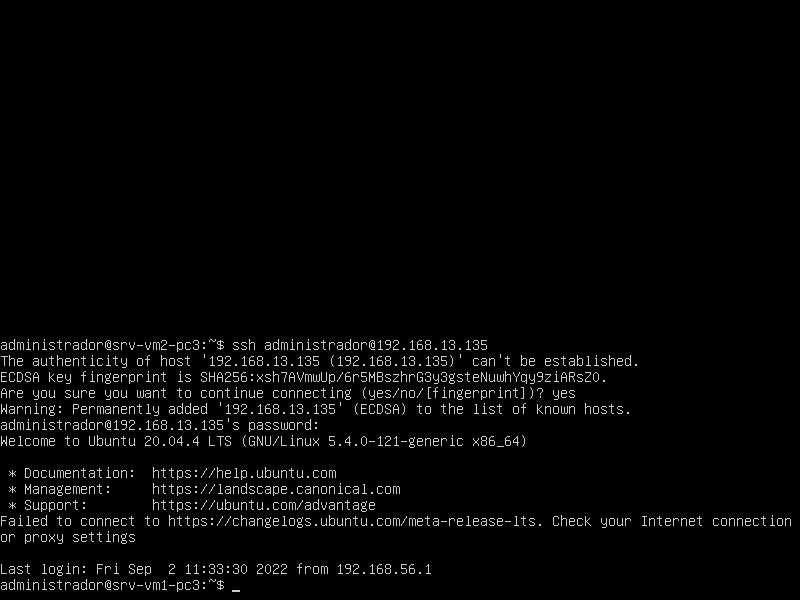 administrador@srv-vm2-pc3:~$ ssh administrador@192.168.13.135
The authenticity of host '192.168.13.135 (192.168.13.135)' can't be established.
ECDSA key fingerprint is SHA256:xsh7AVmwUp/6r5MBszhrG3y3gsteNuwhYqy9ziARsZ0.
Are you sure you want to continue connecting (yes/no/[fingerprint])? yes
Warning: Permanently added '192.168.13.135' (ECDSA) to the list of known hosts.
administrador@192.168.13.135's password:
Welcome to Ubuntu 20.04.4 LTS (GNU/Linux 5.4.0-121-generic x86_64)
 * Documentation:  https://help.ubuntu.com
 * Management:     https://landscape.canonical.com
 * Support:        https://ubuntu.com/advantage
Failed to connect to https://changelogs.ubuntu.com/meta-release-lts. Check your Internet connection
or proxy settings
Last login: Fri Sep  2 11:33:30 2022 from 192.168.56.1
administrador@srv-vm1-pc3:~$ _